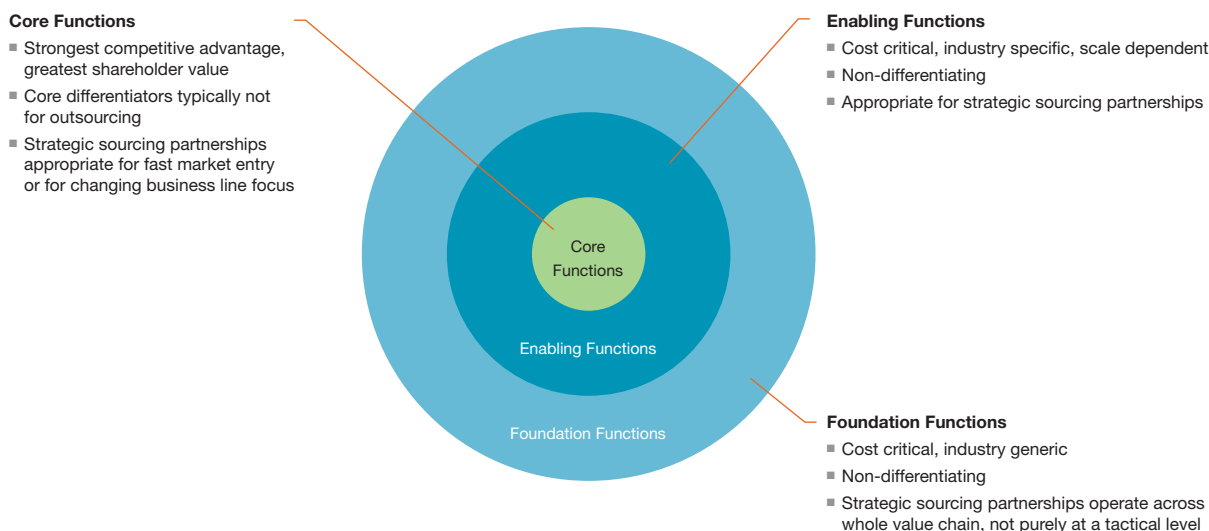 Core Functions
■ Strongest competitive advantage,
greatest shareholder value
■ Core differentiators typically not
for outsourcing
■ Strategic sourcing partnerships
appropriate for fast market entry
or for changing business line focus
Enabling Functions
■ Cost critical, industry specific, scale dependent
■ Non-differentiating
■ Appropriate for strategic sourcing partnerships
Core
Functions
Enabling Functions
Foundation Functions
Foundation Functions
■ Cost critical, industry generic
■ Non-differentiating
■ Strategic sourcing partnerships operate across
whole value chain, not purely at a tactical level